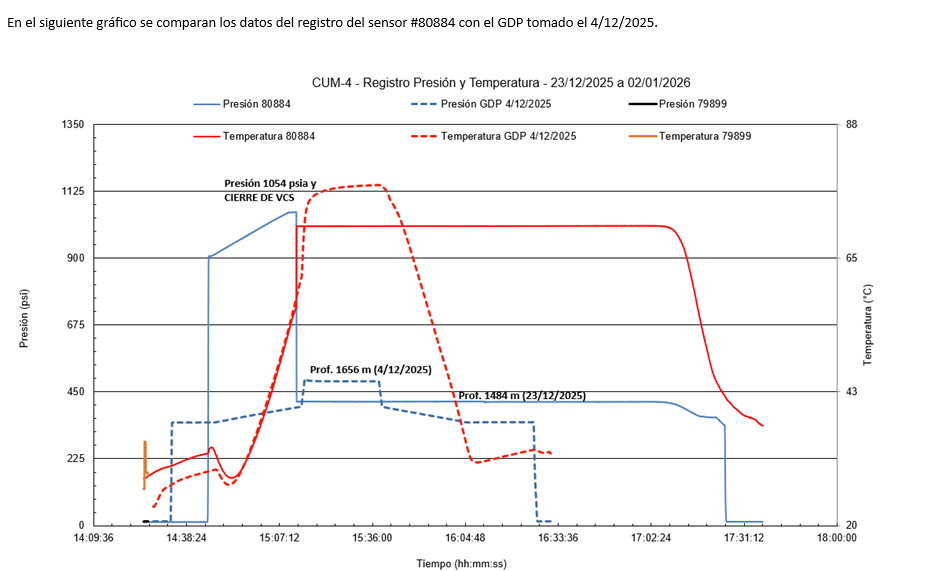 En el siguiente gráfico se comparan los datos del registro del sensor #80884 con el GDP tomado el 4/12/2025.
CUM-4 - Registro Presión y Temperatura - 23/12/2025 a 02/01/2026
Presión 80884
Presión GDP 4/12/2025
Presión 79899
Temperatura 80884
Temperatura GDP 4/12/2025
Temperatura 79899
1350
1125
900
675
450
225
0
Presión (psi)
88
65
43
20
Temperatura (°C)
Presión 1054 psia y
CIERRE DE VCS
Prof. 1656 m (4/12/2025)
Prof. 1484 m (23/12/2025)
14:09:36
14:38:24
15:07:12
15:36:00
16:04:48
16:33:36
17:02:24
17:31:12
18:00:00
Tiempo (hh:mm:ss)